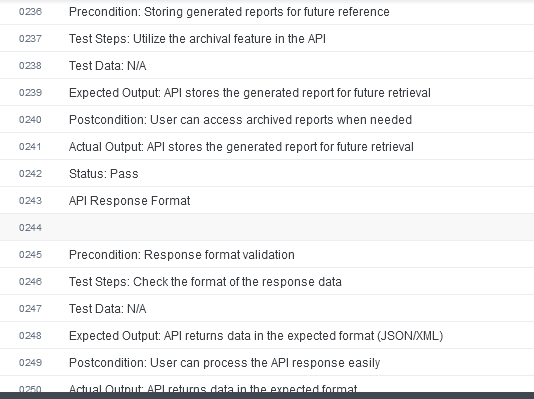 0236 Precondition: Storing generated reports for future reference
0237 Test Steps: Utilize the archival feature in the API
0238 Test Data: N/A
0239 Expected Output: API stores the generated report for future retrieval
0240 Postcondition: User can access archived reports when needed
0241 Actual Output: API stores the generated report for future retrieval
0242 Status: Pass
0243 API Response Format
0244
0245 Precondition: Response format validation
0246 Test Steps: Check the format of the response data
0247 Test Data: N/A
0248 Expected Output: API returns data in the expected format (JSON/XML)
0249 Postcondition: User can process the API response easily
0250 Actual Output: API returns data in the expected format